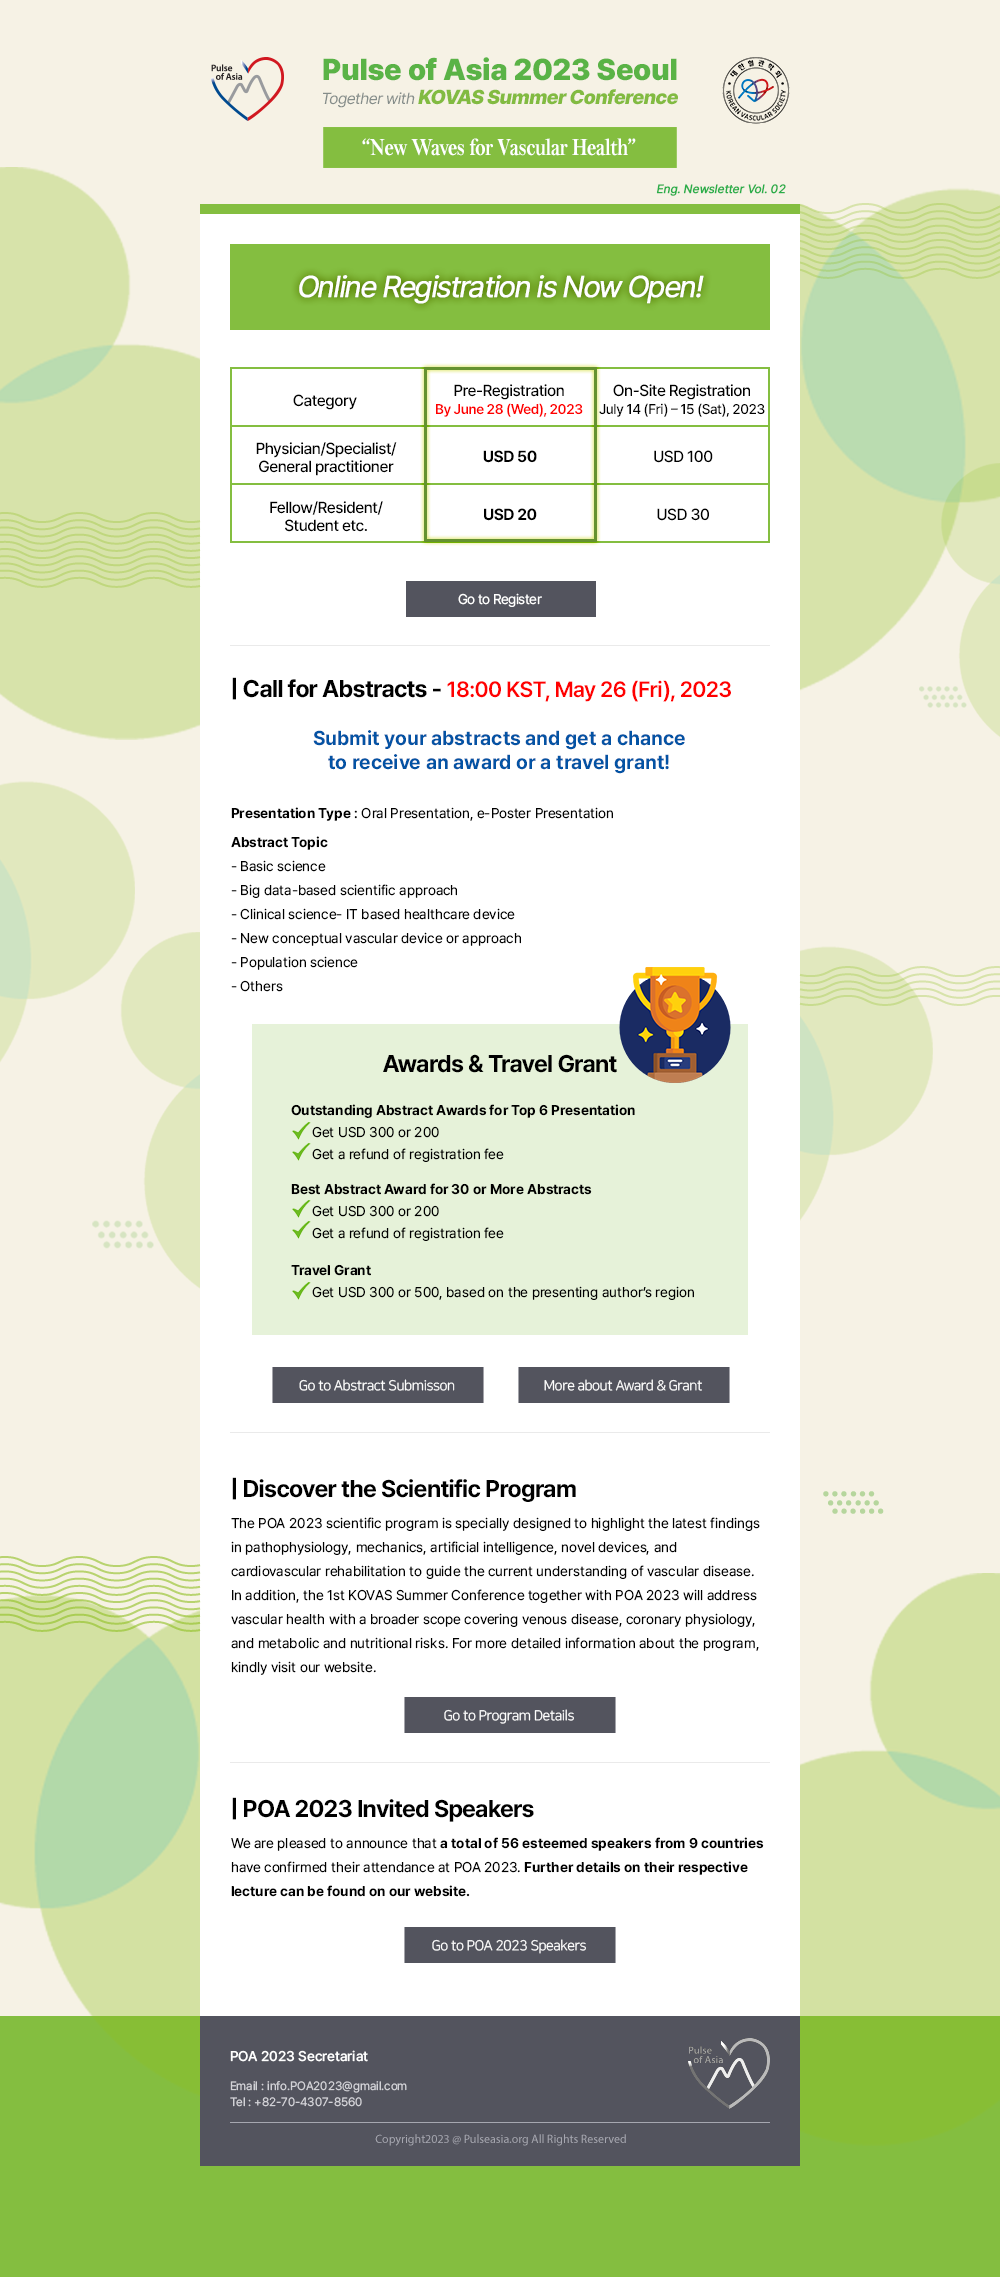 Pulse
of Asia
Pulse of Asia 2023 Seoul
Together with KOVAS Summer Conference
“New Waves for Vascular Health”
대한혈관학회
KOREAN VASCULAR SOCIETY
Eng. Newsletter Vol. 02
Online Registration is Now Open!
Category
Pre-Registration
By June 28 (Wed), 2023
On-Site Registration
July 14 (Fri) – 15 (Sat), 2023
Physician/Specialist/
General practitioner
USD 50
USD 100
Fellow/Resident/
Student etc.
USD 20
USD 30
Go to Register
Call for Abstracts - 18:00 KST, May 26 (Fri), 2023
Submit your abstracts and get a chance
to receive an award or a travel grant!
Presentation Type : Oral Presentation, e-Poster Presentation
Abstract Topic
- Basic science
- Big data-based scientific approach
- Clinical science- IT based healthcare device
- New conceptual vascular device or approach
- Population science
- Others
Awards & Travel Grant
Outstanding Abstract Awards for Top 6 Presentation
Get USD 300 or 200
Get a refund of registration fee
Best Abstract Award for 30 or More Abstracts
Get USD 300 or 200
Get a refund of registration fee
Travel Grant
Get USD 300 or 500, based on the presenting author's region
Go to Abstract Submisson
More about Award & Grant
Discover the Scientific Program
The POA 2023 scientific program is specially designed to highlight the latest findings
in pathophysiology, mechanics, artificial intelligence, novel devices, and
cardiovascular rehabilitation to guide the current understanding of vascular disease.
In addition, the 1st KOVAS Summer Conference together with POA 2023 will address
vascular health with a broader scope covering venous disease, coronary physiology,
and metabolic and nutritional risks. For more detailed information about the program,
kindly visit our website.
Go to Program Details
POA 2023 Invited Speakers
We are pleased to announce that a total of 56 esteemed speakers from 9 countries
have confirmed their attendance at POA 2023. Further details on their respective
lecture can be found on our website.
Go to POA 2023 Speakers
POA 2023 Secretariat
Email : info.POA2023@gmail.com
Tel : +82-70-4307-8560
Pulse
of Asia
Copyright2023 @ Pulseasia.org All Rights Reserved